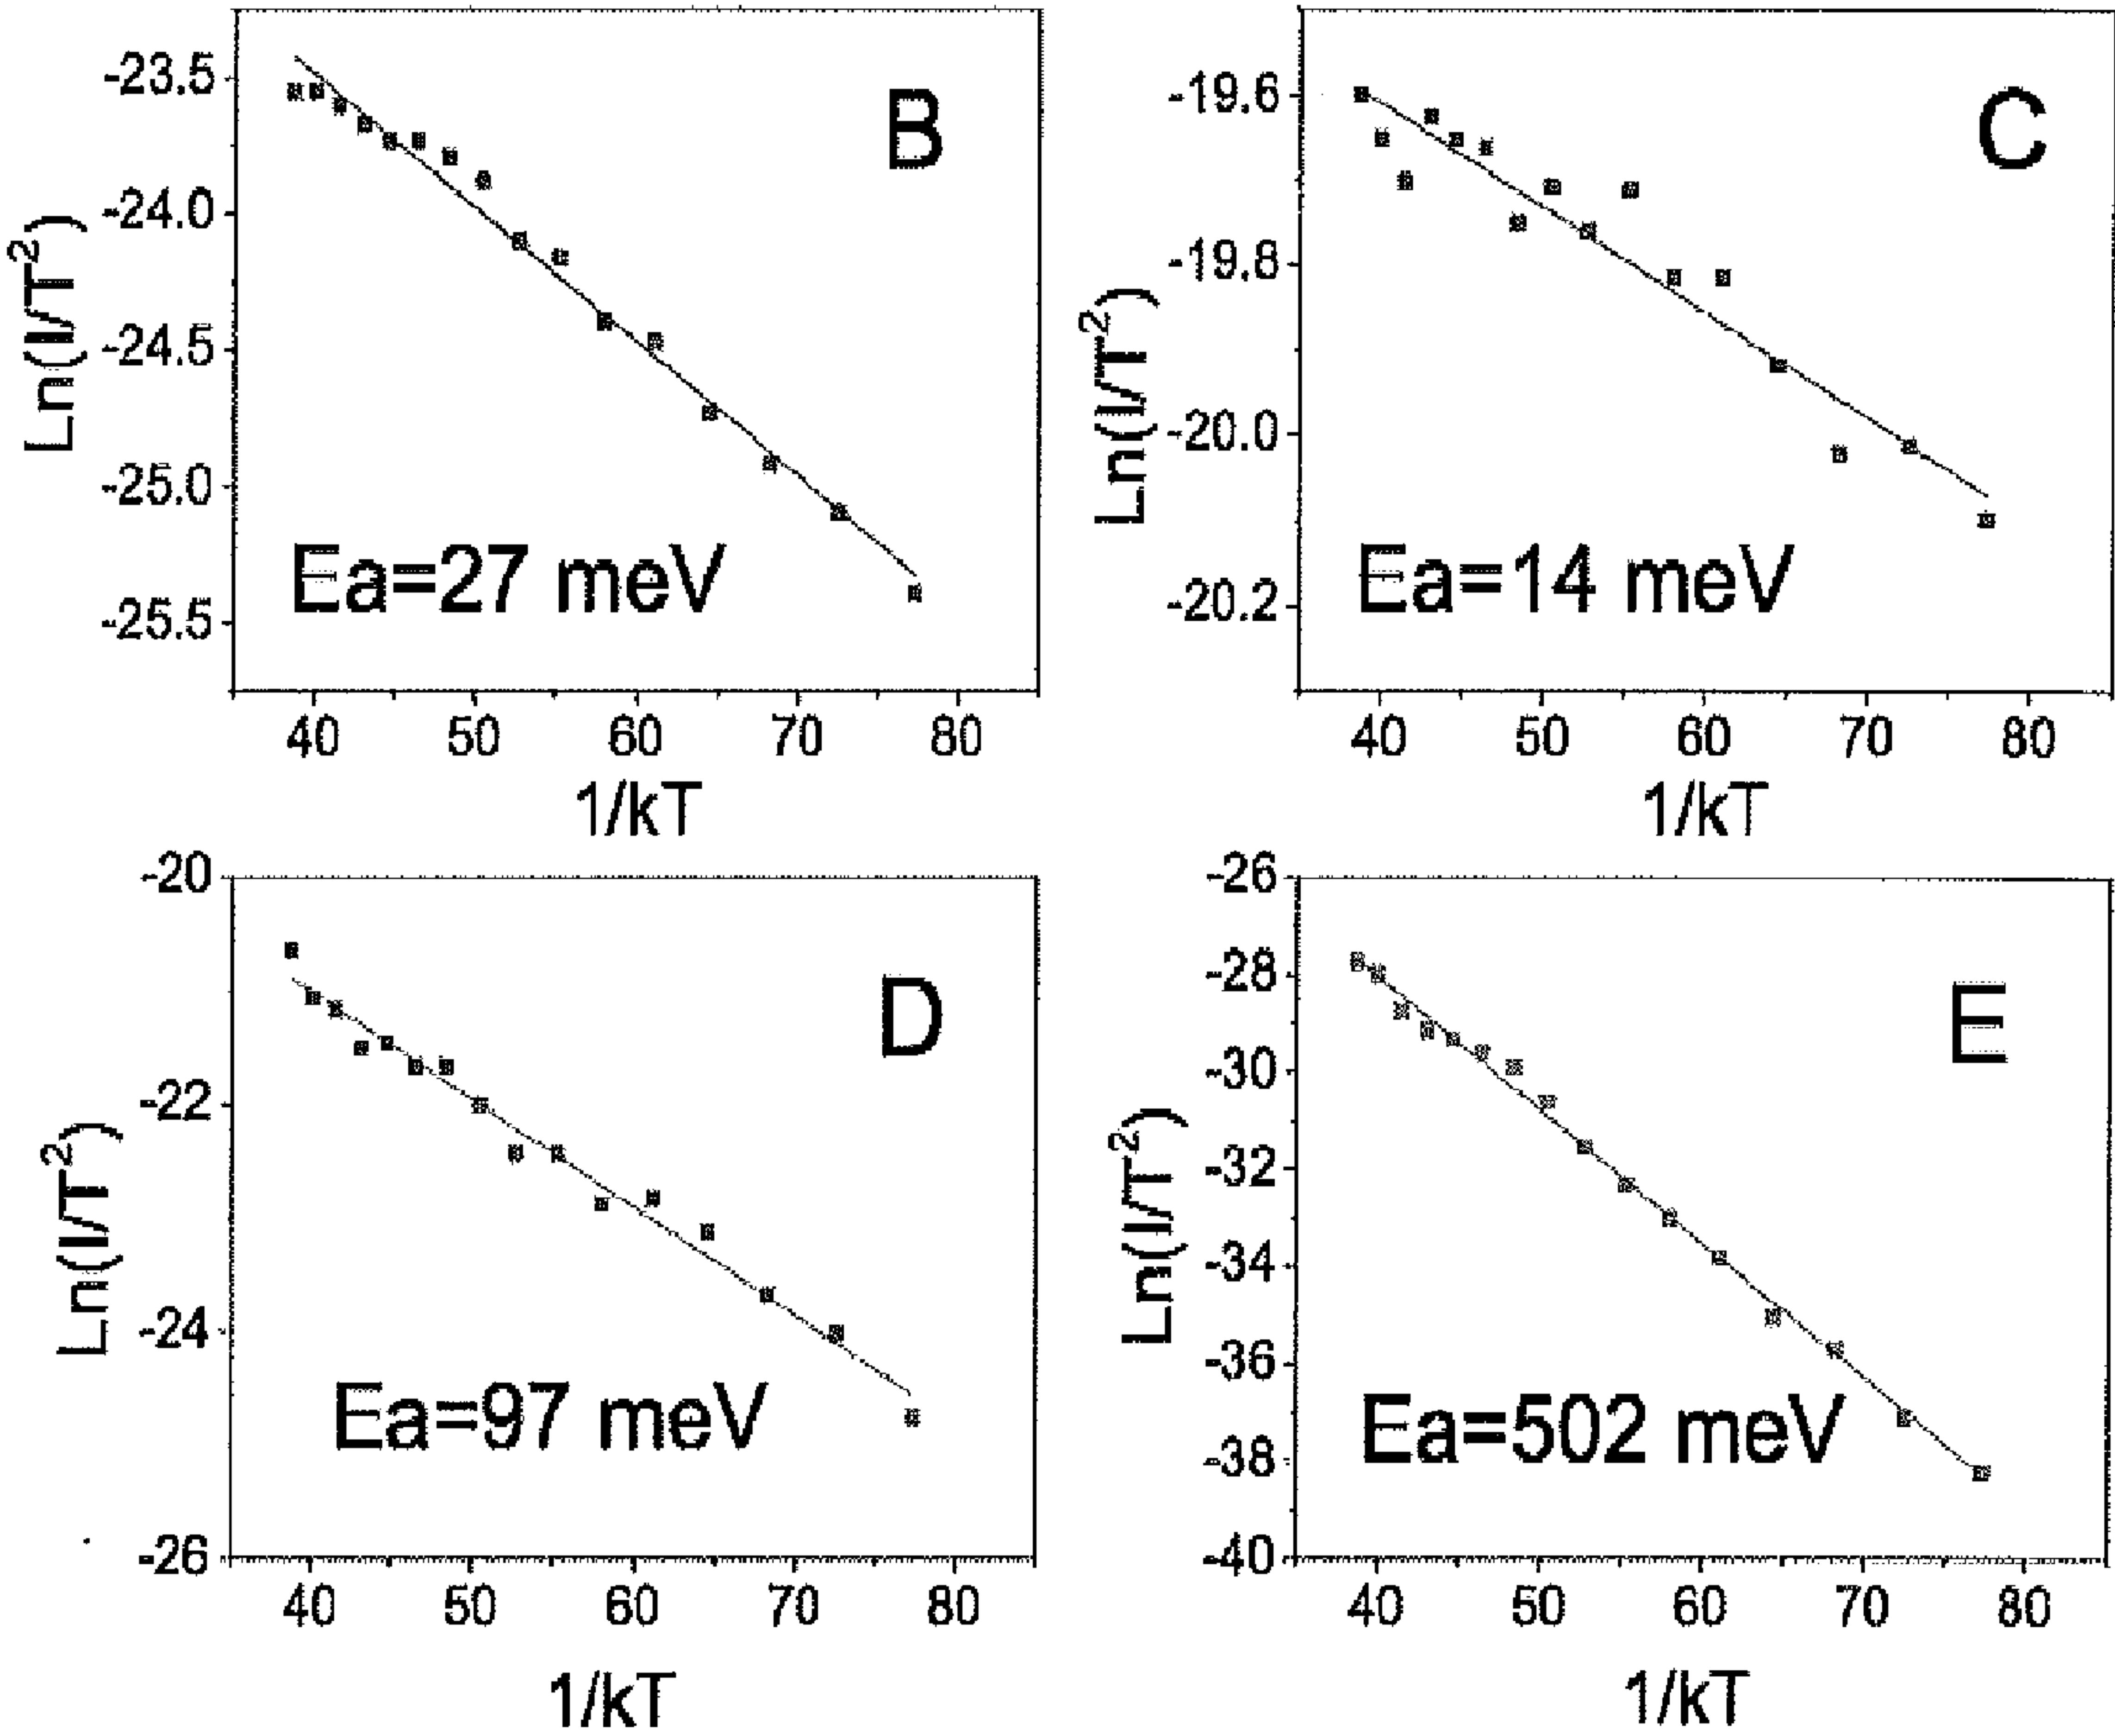 B
Ln(I/T²)
-23.5
-24.0
-24.5
-25.0
-25.5
Ea=27 meV
40 50 60 70 80
1/kT
C
Ln(I/T²)
-19.6
-19.8
-20.0
-20.2
Ea=14 meV
40 50 60 70 80
1/kT
D
Ln(I/T²)
-20
-22
-24
-26
Ea=97 meV
40 50 60 70 80
1/kT
E
Ln(I/T²)
-26
-28
-30
-32
-34
-36
-38
-40
Ea=502 meV
40 50 60 70 80
1/kT